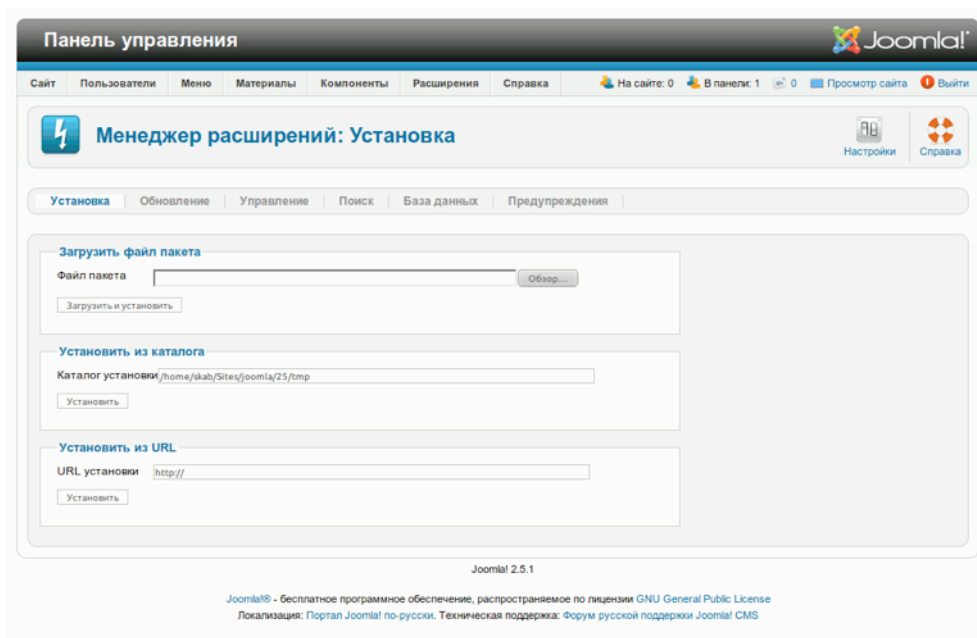 Панель управления
Joomla!
Сайт Пользователи Меню Материалы Компоненты Расширения Справка На сайте: 0 В панели: 1 0 Просмотр сайта Выйти
Менеджер расширений: Установка
Настройки Справка
Установка Обновление Управление Поиск База данных Предупреждения
Загрузить файл пакета
Файл пакета Обзор...
Загрузить и установить
Установить из каталога
Каталог установки /home/skab/Sites/joomla/25/tmp
Установить
Установить из URL
URL установки http://
Установить
Joomla! 2.5.1
Joomla!® - бесплатное программное обеспечение, распространяемое по лицензии GNU General Public License
Локализация: Портал Joomla! по-русски. Техническая поддержка: Форум русской поддержки Joomla! CMS